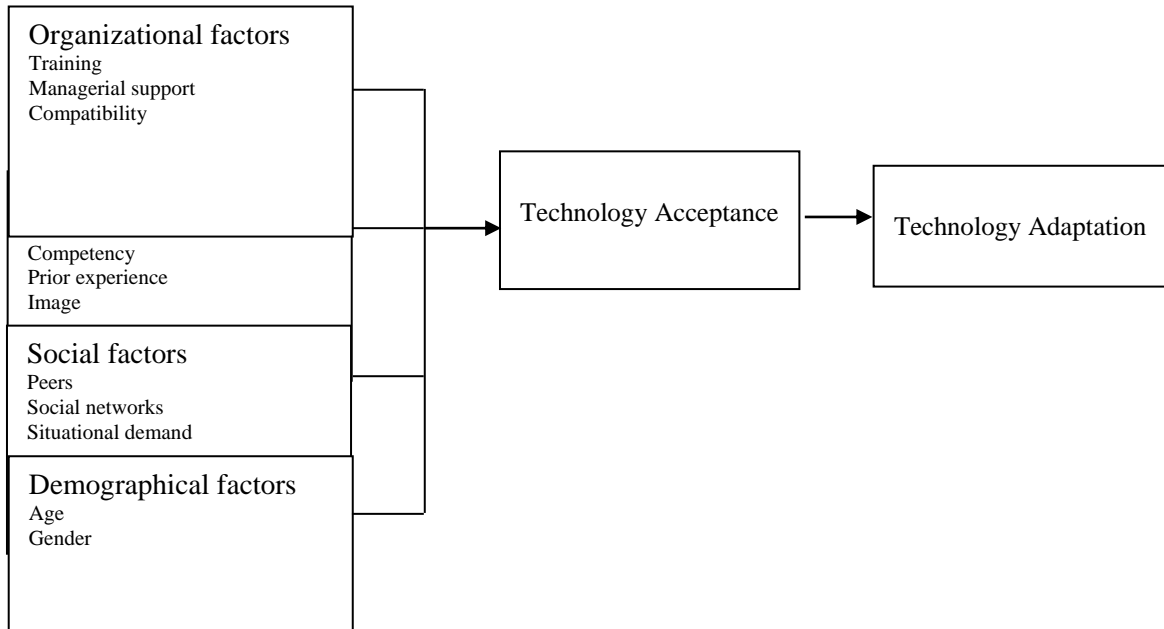 Organizational factors
Training
Managerial support
Compatibility
Competency
Prior experience
Image
Social factors
Peers
Social networks
Situational demand
Demographical factors
Age
Gender
Technology Acceptance
Technology Adaptation